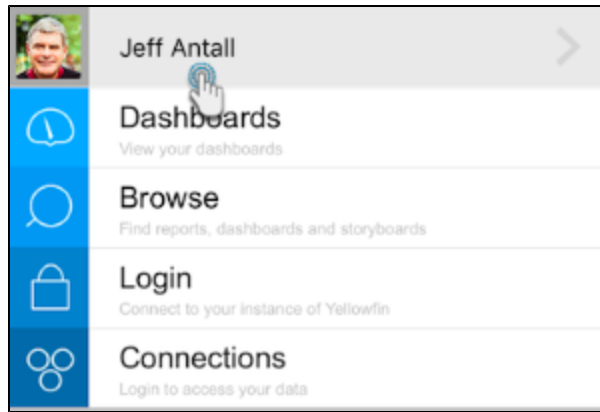 Jeff Antall
Dashboards
View your dashboards
Browse
Find reports, dashboards and storyboards
Login
Connect to your instance of Yellowfin
Connections
Login to access your data